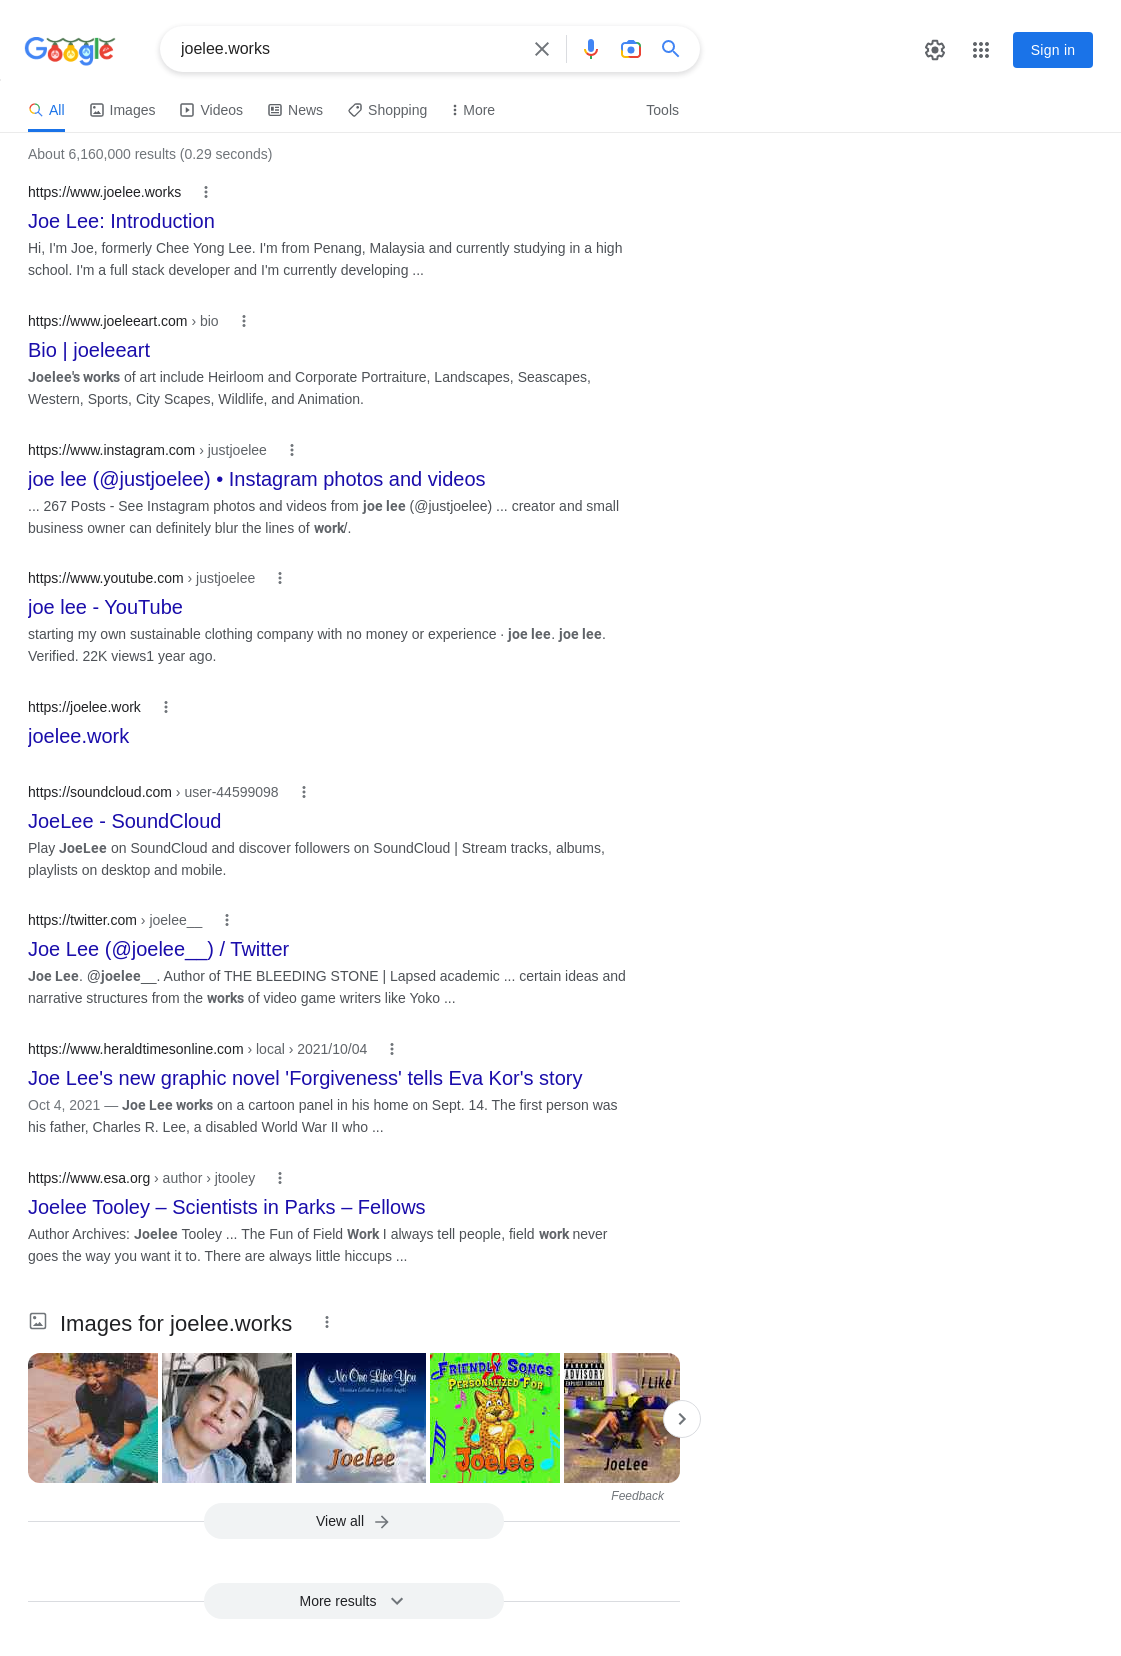 Google
joelee.works
Sign in
All
Images
Videos
News
Shopping
More
Tools
About 6,160,000 results (0.29 seconds)
https://www.joelee.works
Joe Lee: Introduction
Hi, I'm Joe, formerly Chee Yong Lee. I'm from Penang, Malaysia and currently studying in a high
school. I'm a full stack developer and I'm currently developing ...
https://www.joeleeart.com › bio
Bio | joeleeart
Joelee's works of art include Heirloom and Corporate Portraiture, Landscapes, Seascapes,
Western, Sports, City Scapes, Wildlife, and Animation.
https://www.instagram.com › justjoelee
joe lee (@justjoelee) • Instagram photos and videos
... 267 Posts - See Instagram photos and videos from joe lee (@justjoelee) ... creator and small
business owner can definitely blur the lines of work/.
https://www.youtube.com › justjoelee
joe lee - YouTube
starting my own sustainable clothing company with no money or experience · joe lee. joe lee.
Verified. 22K views1 year ago.
https://joelee.work
joelee.work
https://soundcloud.com › user-44599098
JoeLee - SoundCloud
Play JoeLee on SoundCloud and discover followers on SoundCloud | Stream tracks, albums,
playlists on desktop and mobile.
https://twitter.com › joelee__
Joe Lee (@joelee__) / Twitter
Joe Lee. @joelee__. Author of THE BLEEDING STONE | Lapsed academic ... certain ideas and
narrative structures from the works of video game writers like Yoko ...
https://www.heraldtimesonline.com › local › 2021/10/04
Joe Lee's new graphic novel 'Forgiveness' tells Eva Kor's story
Oct 4, 2021 — Joe Lee works on a cartoon panel in his home on Sept. 14. The first person was
his father, Charles R. Lee, a disabled World War II who ...
https://www.esa.org › author › jtooley
Joelee Tooley – Scientists in Parks – Fellows
Author Archives: Joelee Tooley ... The Fun of Field Work I always tell people, field work never
goes the way you want it to. There are always little hiccups ...
Images for joelee.works
No One Like You
Christian Lullabies for Little Angels
Joelee
FRIENDLY SONGS
PERSONALIZED FOR
Joelee
PARENTAL
ADVISORY
EXPLICIT CONTENT
I Like
JoeLee
Feedback
View all
More results